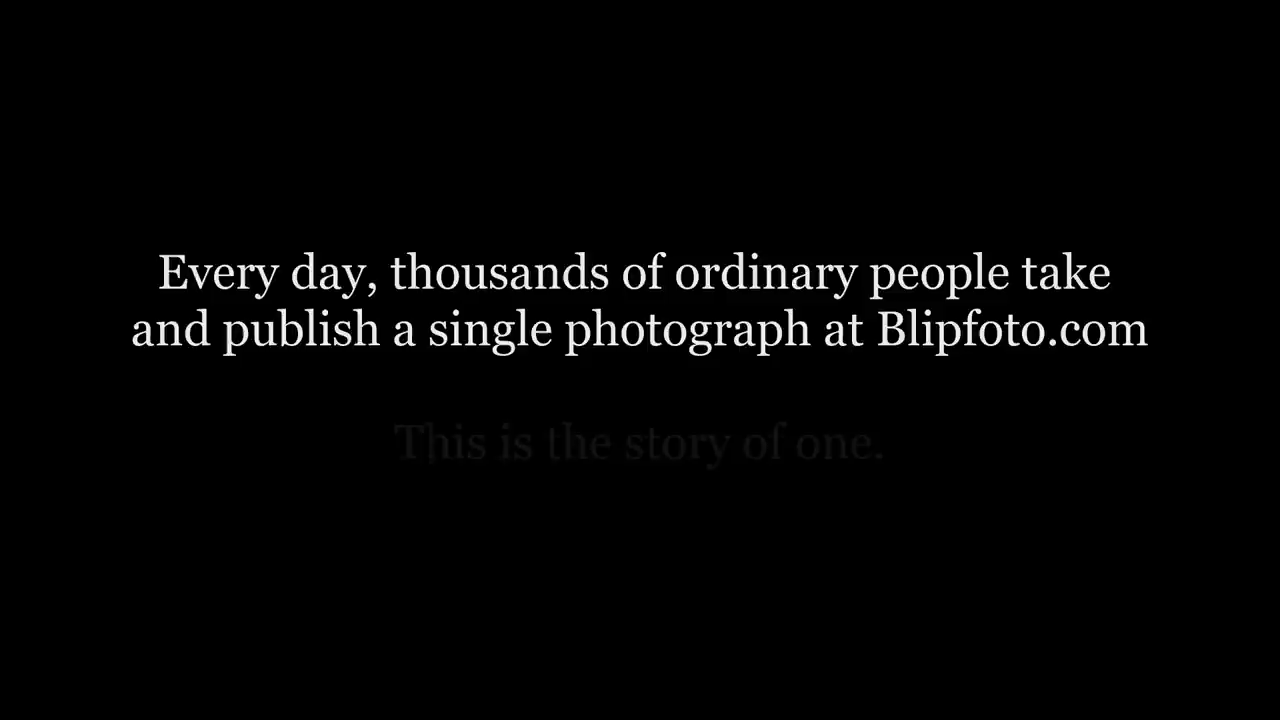 Every day, thousands of ordinary people take
and publish a single photograph at Blipfoto.com
This is the story of one.